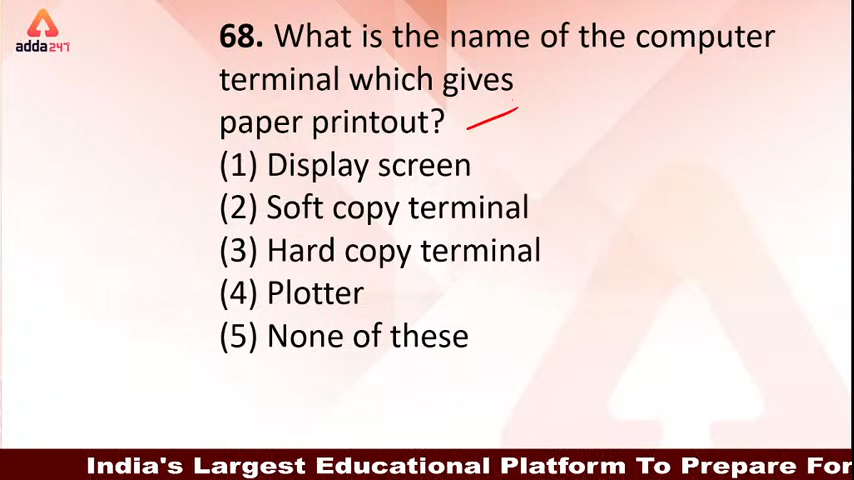 adda247
68. What is the name of the computer
terminal which gives
paper printout?
(1) Display screen
(2) Soft copy terminal
(3) Hard copy terminal
(4) Plotter
(5) None of these
India's Largest Educational Platform To Prepare For